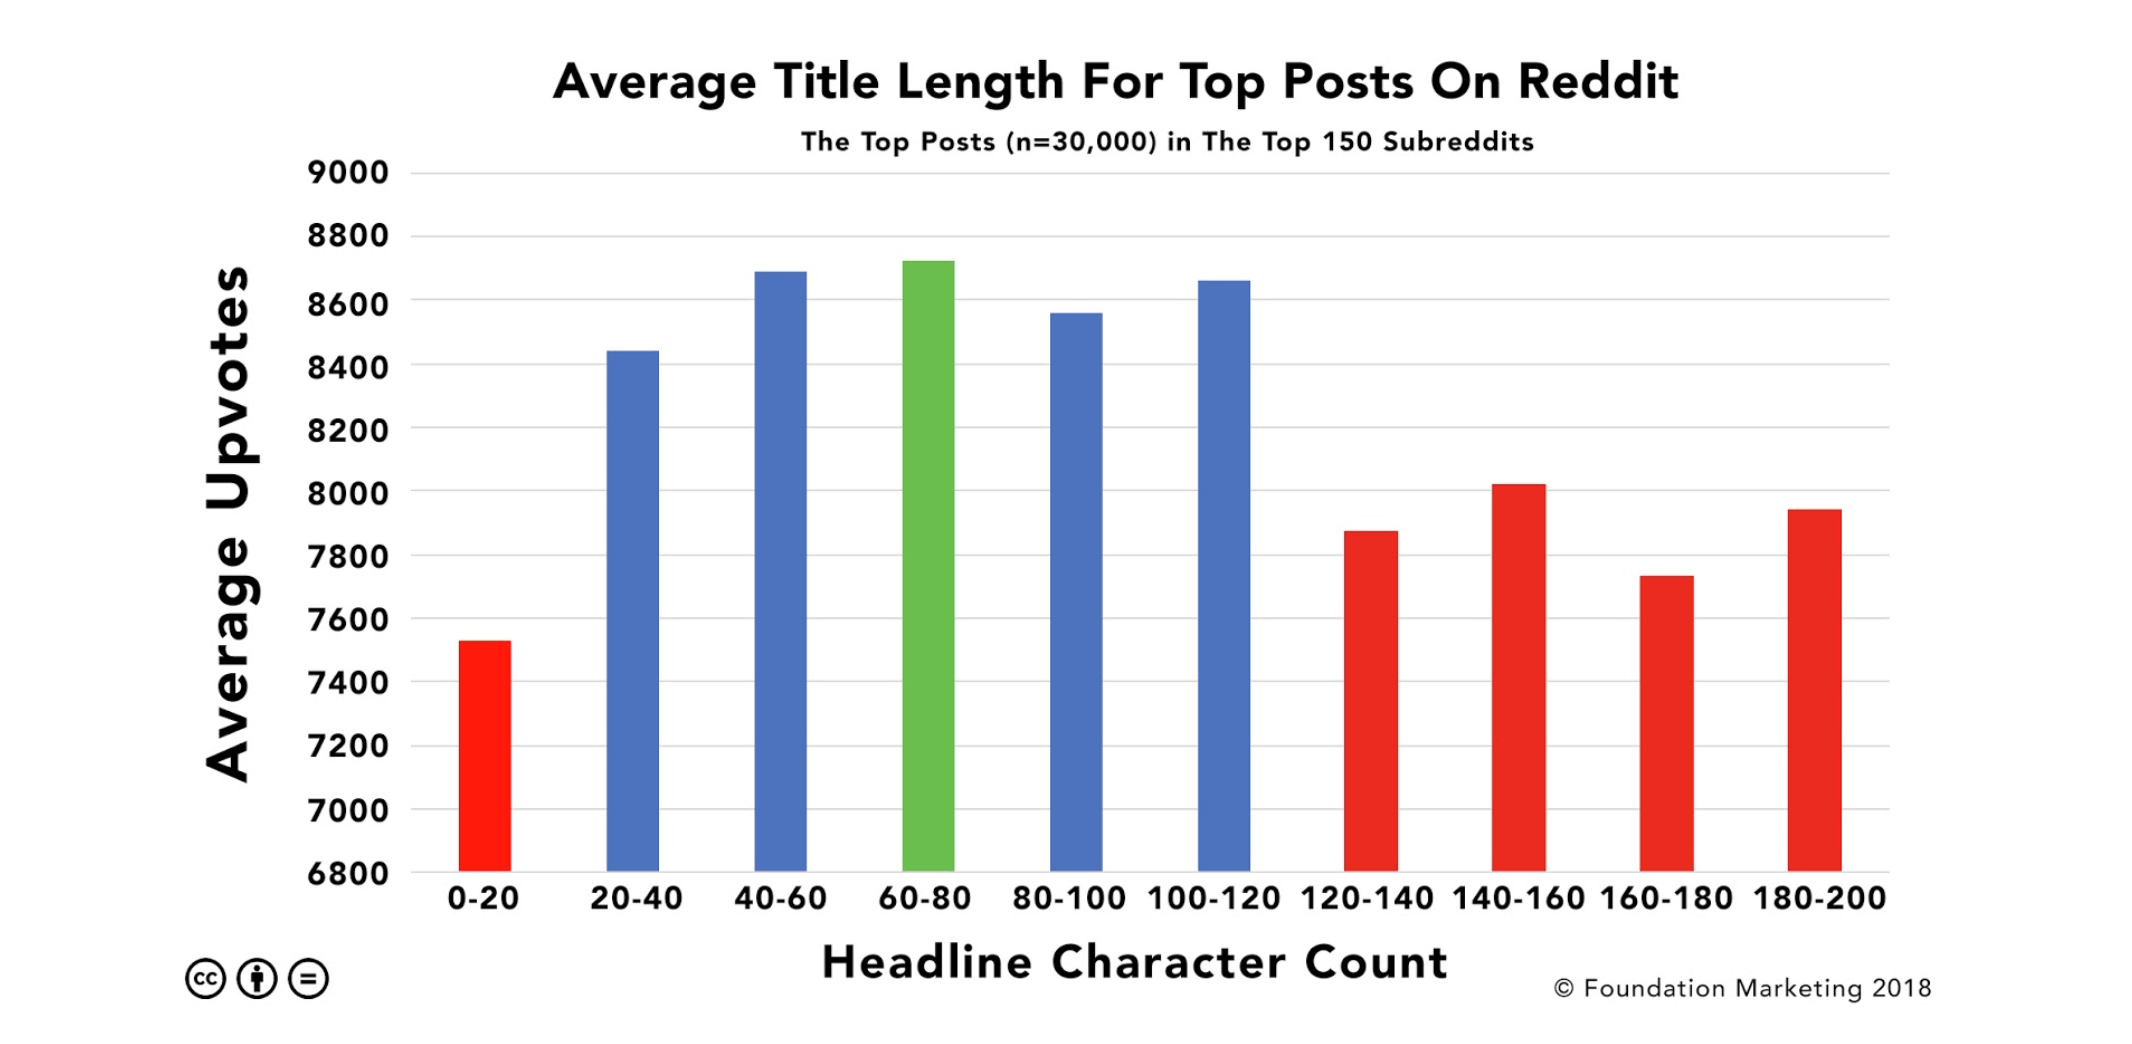 Average Title Length For Top Posts On Reddit
The Top Posts (n=30,000) in The Top 150 Subreddits
9000
8800
8600
8400
8200
8000
7800
7600
7400
7200
7000
6800
Average Upvotes
0-20 20-40 40-60 60-80 80-100 100-120 120-140 140-160 160-180 180-200
Headline Character Count
cc
© Foundation Marketing 2018